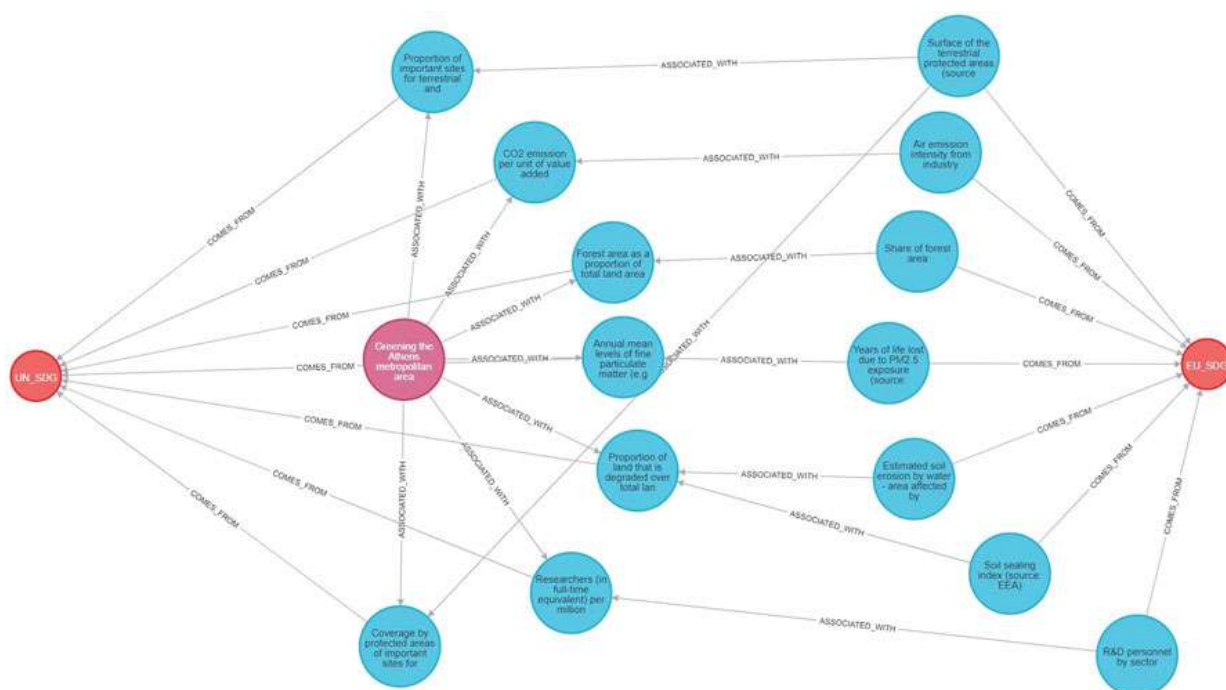 Proportion of
important sites
for terrestrial
and
Surface of the
terrestrial
protected areas
(source
ASSOCIATED_WITH
CO2 emission
per unit of value
added
Air emission
intensity from
industry
ASSOCIATED_WITH
COMES_FROM
ASSOCIATED_WITH
COMES_FROM
COMES_FROM
ASSOCIATED_WITH
Forest area as a
proportion of
total land area
Share of forest
area
ASSOCIATED_WITH
COMES_FROM
COMES_FROM
COMES_FROM
ASSOCIATED_WITH
COMES_FROM
Greening the
Athens
metropolitan
area
Annual mean
levels of fine
particulate
matter (e.g.
Years of life lost
due to PM2.5
exposure
(source:
UN_SDG
COMES_FROM
ASSOCIATED_WITH
ASSOCIATED_WITH
COMES_FROM
EU_SDG
ASSOCIATED_WITH
COMES_FROM
ASSOCIATED_WITH
COMES_FROM
Proportion of
land that is
degraded over
total lan
ASSOCIATED_WITH
Estimated soil
erosion by water
- area affected
by
COMES_FROM
ASSOCIATED_WITH
ASSOCIATED_WITH
COMES_FROM
COMES_FROM
COMES_FROM
ASSOCIATED_WITH
Researchers (in
full-time
equivalent) per
million
Soil sealing
index (source:
EEA)
ASSOCIATED_WITH
Coverage by
protected areas
of important
sites for
R&D personnel
by sector